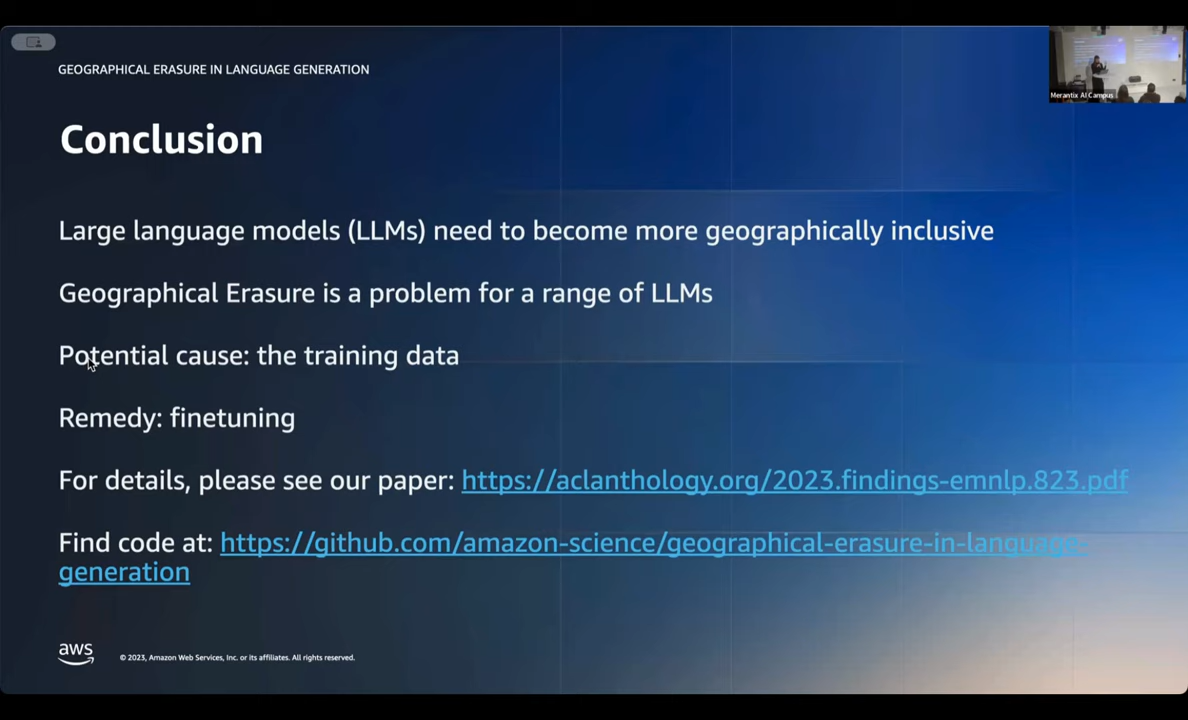 GEOGRAPHICAL ERASURE IN LANGUAGE GENERATION
Merantix AI Campus
Conclusion
Large language models (LLMs) need to become more geographically inclusive
Geographical Erasure is a problem for a range of LLMs
Potential cause: the training data
Remedy: finetuning
For details, please see our paper: https://aclanthology.org/2023.findings-emnlp.823.pdf
Find code at: https://github.com/amazon-science/geographical-erasure-in-language-
generation
aws
© 2023, Amazon Web Services, Inc. or its affiliates. All rights reserved.